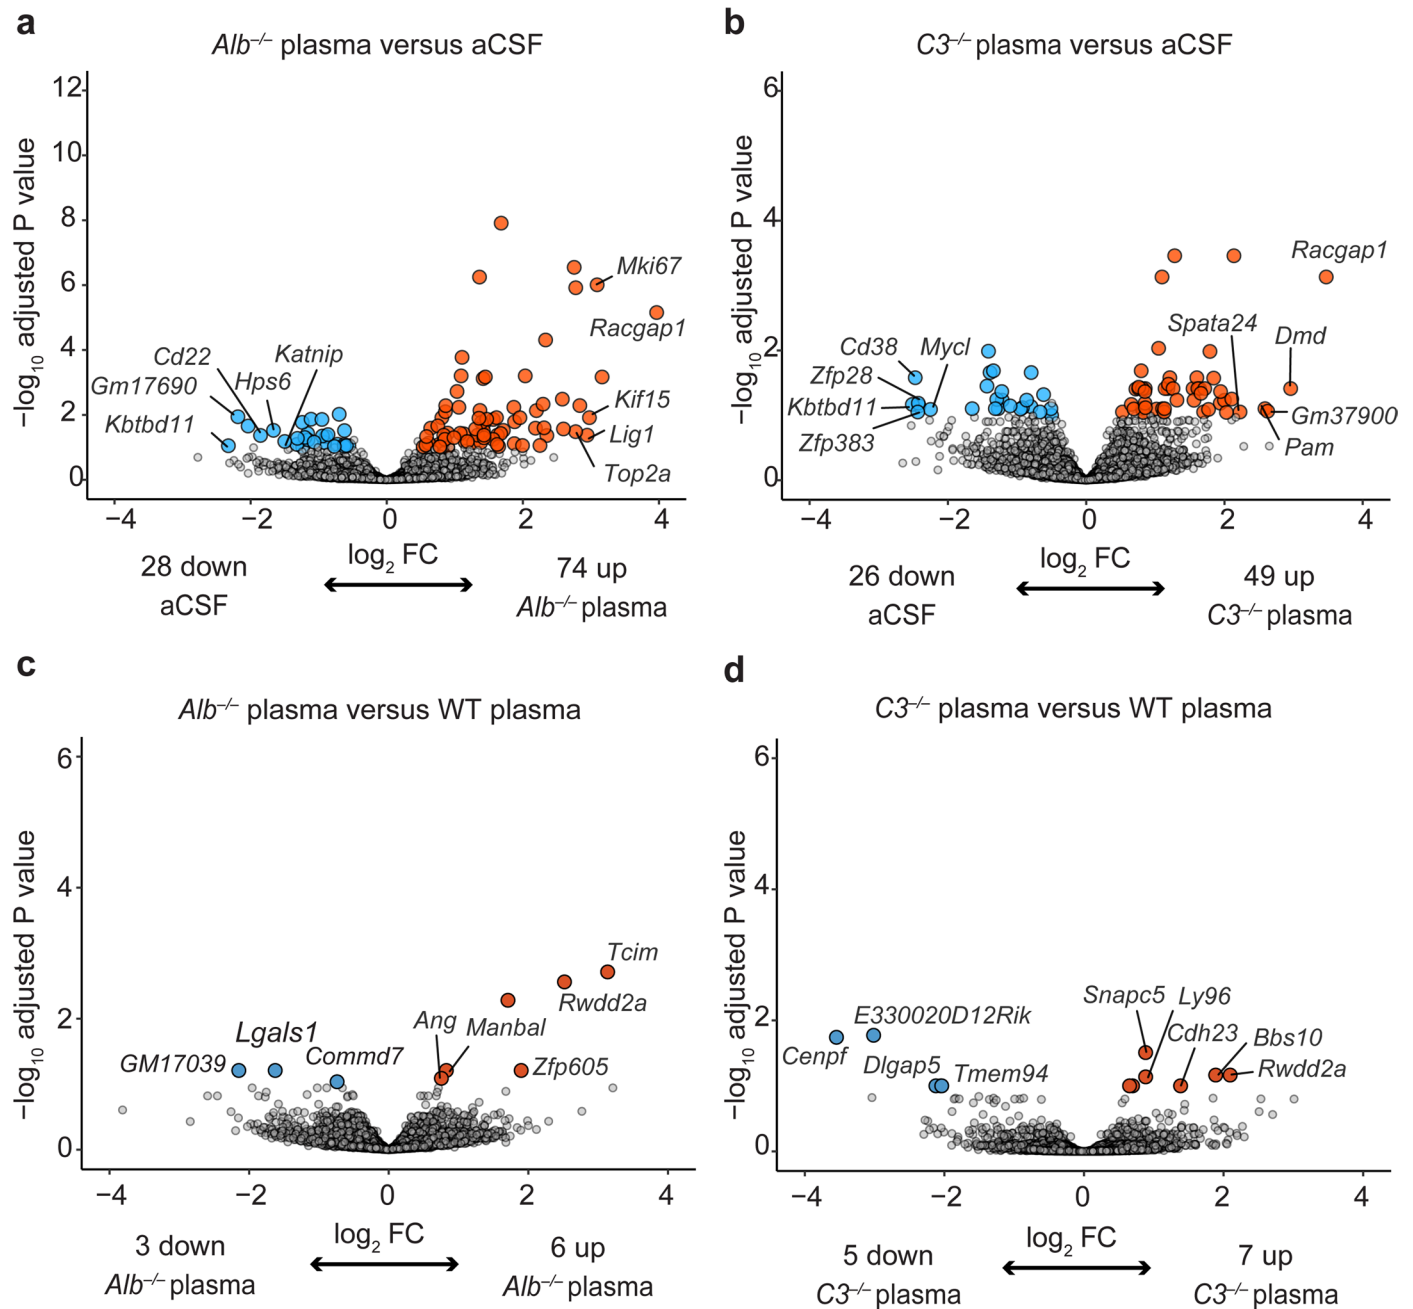 a
Alb–/– plasma versus aCSF
–log10 adjusted P value
12
10
8
6
4
2
0
Mki67
Racgap1
Cd22
Katnip
Gm17690
Hps6
Kbtbd11
Kif15
Lig1
Top2a
−4
−2
0
2
4
log2 FC
28 down
aCSF
74 up
Alb–/– plasma
b
C3–/– plasma versus aCSF
–log10 adjusted P value
6
4
2
0
Racgap1
Spata24
Dmd
Cd38
Mycl
Zfp28
Kbtbd11
Zfp383
Gm37900
Pam
−4
−2
0
2
4
log2 FC
26 down
aCSF
49 up
C3–/– plasma
c
Alb–/– plasma versus WT plasma
–log10 adjusted P value
6
4
2
0
Tcim
Rwdd2a
Ang
Manbal
Lgals1
GM17039
Commd7
Zfp605
−4
−2
0
2
4
log2 FC
3 down
Alb–/– plasma
6 up
Alb–/– plasma
d
C3–/– plasma versus WT plasma
–log10 adjusted P value
6
4
2
0
Snapc5
Ly96
E330020D12Rik
Cdh23
Bbs10
Cenpf
Dlgap5
Tmem94
Rwdd2a
−4
−2
0
2
4
log2 FC
5 down
C3–/– plasma
7 up
C3–/– plasma